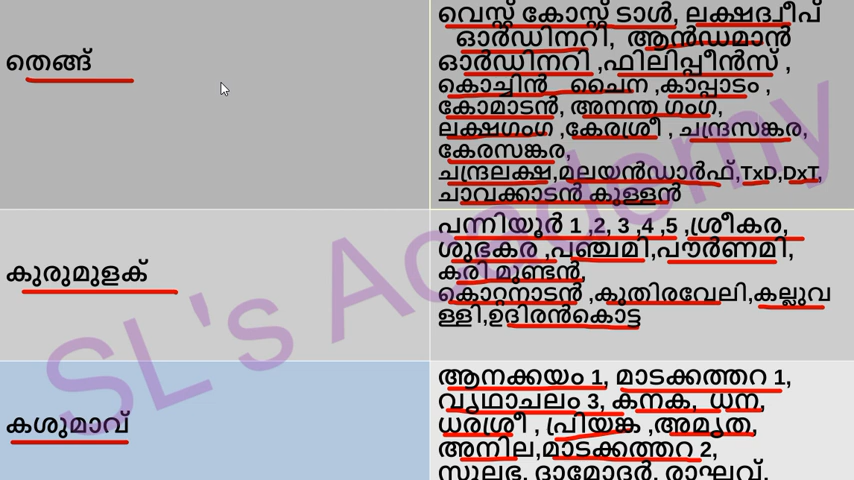 തെങ്ങ്
വെസ്റ്റ് കോസ്റ്റ് ടാൾ, ലക്ഷദ്വീപ്
ഓർഡിനറി, ആൻഡമാൻ
ഓർഡിനറി ,ഫിലിപ്പീൻസ് ,
കൊച്ചിൻ ചൈന ,കാപ്പാടം ,
കോമാടൻ, അനന്ത ഗംഗ,
ലക്ഷഗംഗ ,കേരശ്രീ , ചന്ദ്രസങ്കര,
കേരസങ്കര,
ചന്ദ്രലക്ഷ,മലയൻഡാർഫ്,TxD,DxT,
ചാവക്കാടൻ കുള്ളൻ
കുരുമുളക്
പന്നിയൂർ 1 ,2, 3 ,4 ,5 ,ശ്രീകര,
ശുഭകര ,പഞ്ചമി,പൗർണമി,
കരി മുണ്ടൻ,
കൊറ്റനാടൻ ,കുതിരവേലി,കല്ലുവ
ള്ളി,ഉദിരൻകൊട്ട
കശുമാവ്
ആനക്കയം 1, മാടക്കത്തറ 1,
വൃഥാചലം 3, കനക, ധന,
ധരശ്രീ , പ്രിയങ്ക ,അമൃത,
അനില,മാടക്കത്തറ 2,
സുലഭ, ദാമോദർ, രാഘവ്,
SL's Academy